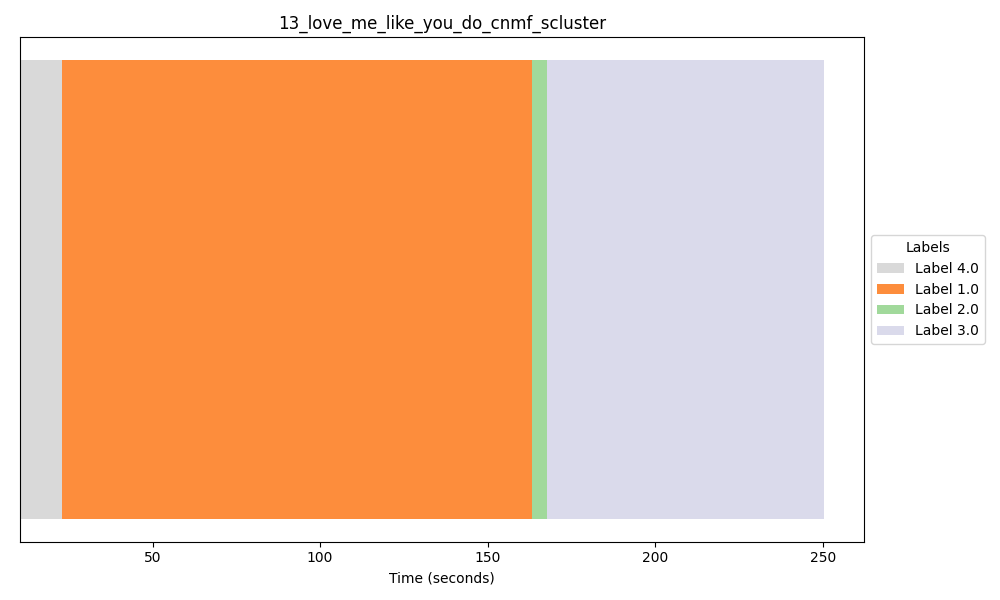 13_love_me_like_you_do_cnmf_scluster
Labels
Label 4.0
Label 1.0
Label 2.0
Label 3.0
50
100
150
200
250
Time (seconds)